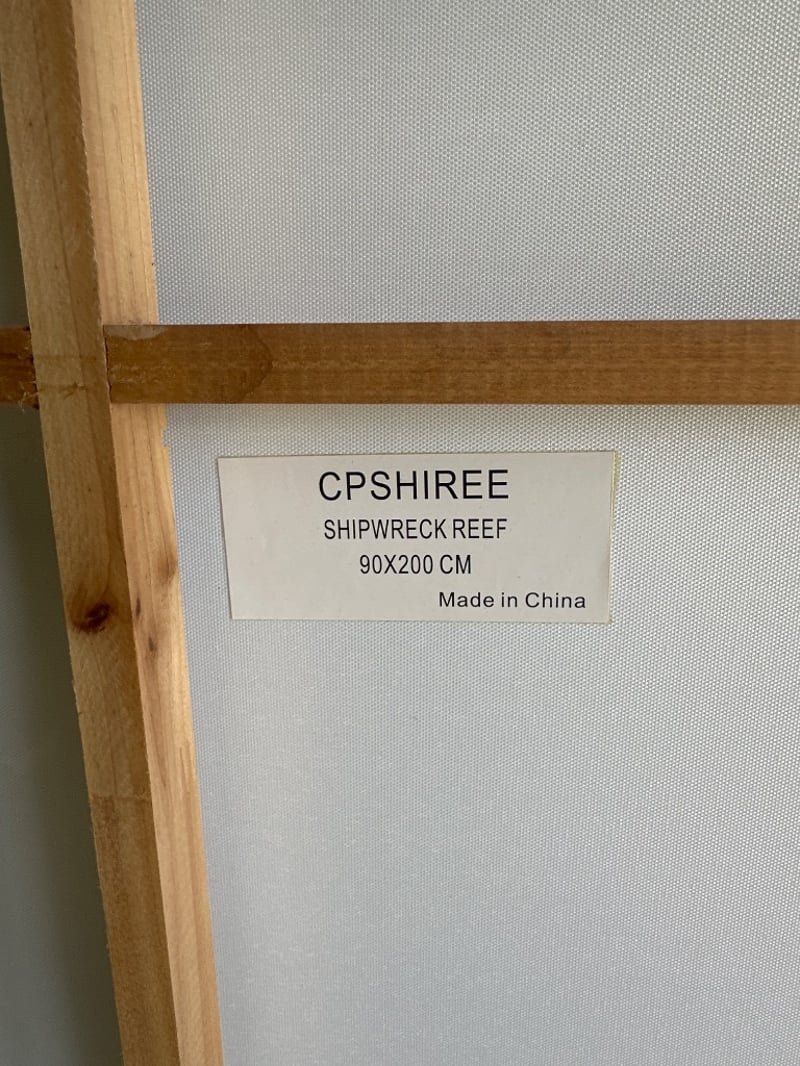 CPSHIREE
SHIPWRECK REEF
90X200 CM
Made in China